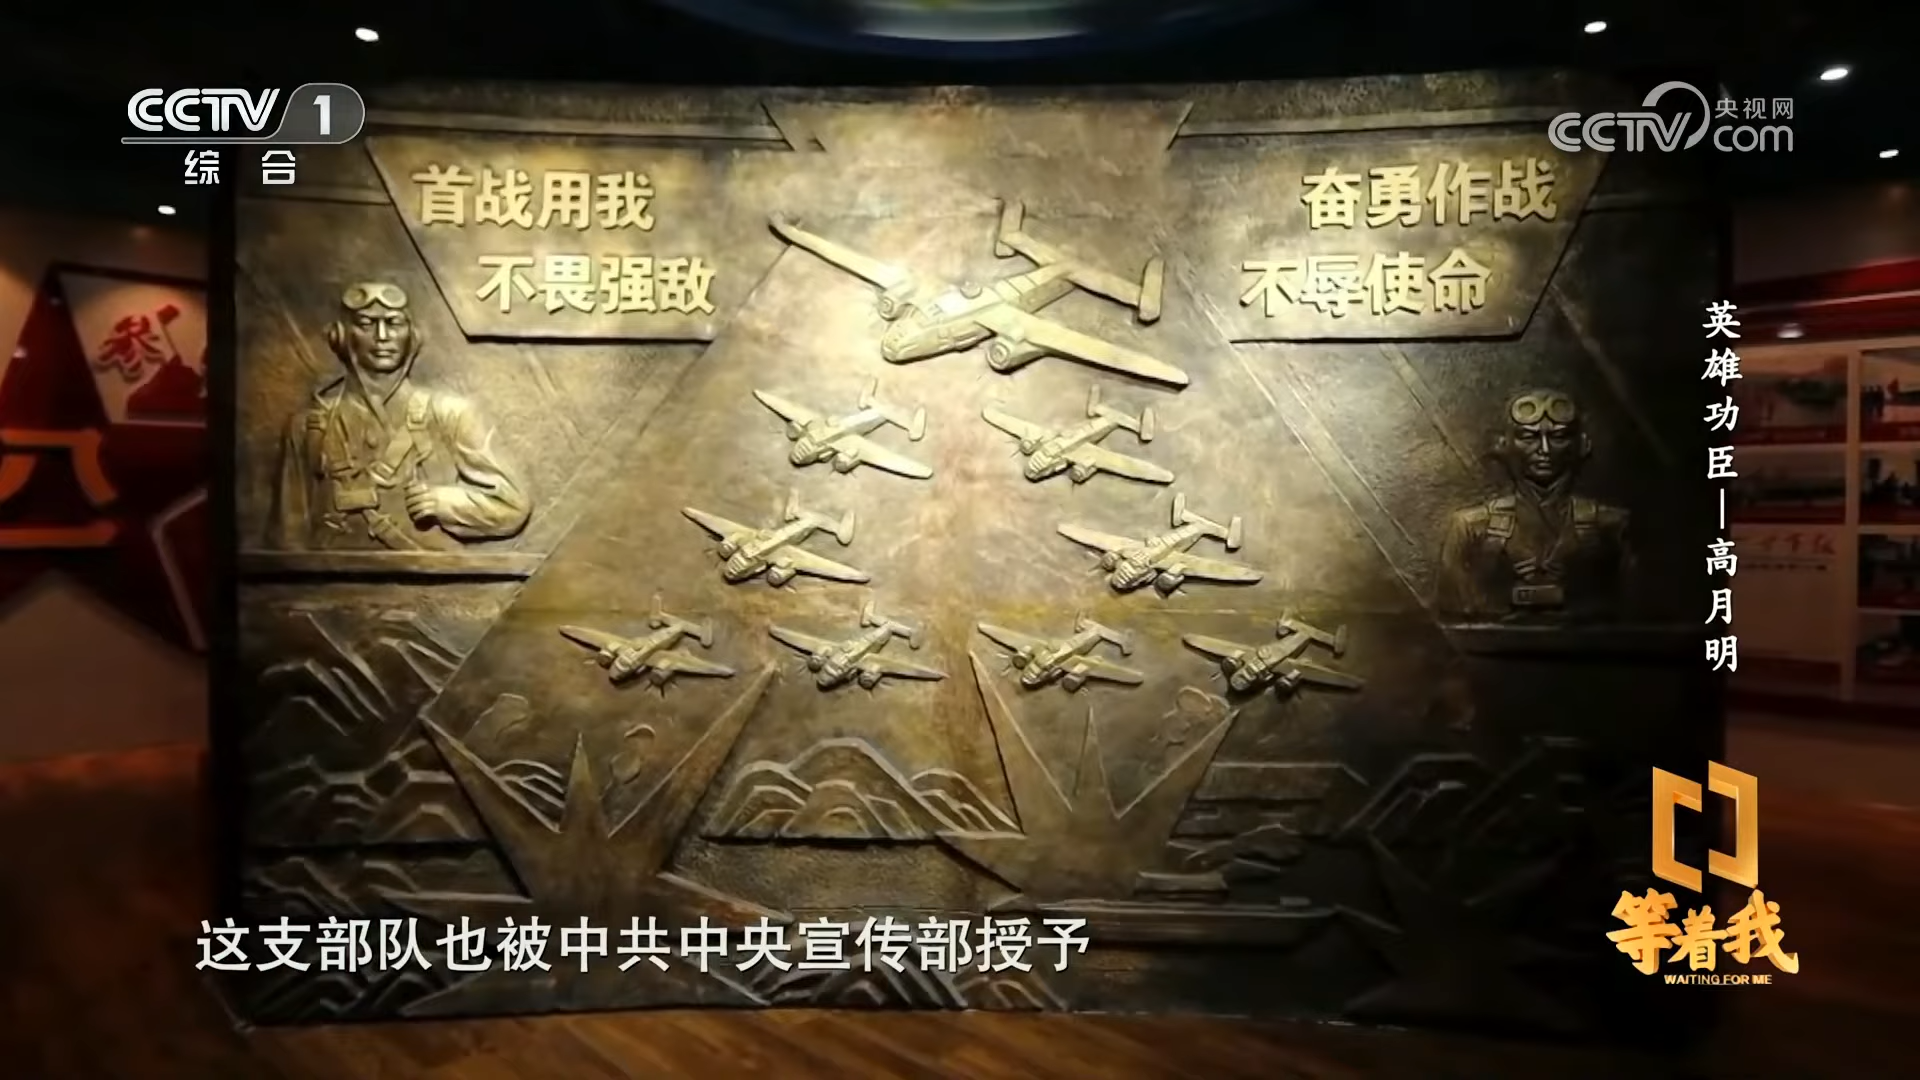 CCTV 1
综合
央视网
CCTV.com
首战用我
不畏强敌
奋勇作战
不辱使命
英雄功臣—高月明
等着我
WAITING FOR ME
这支部队也被中共中央宣传部授予